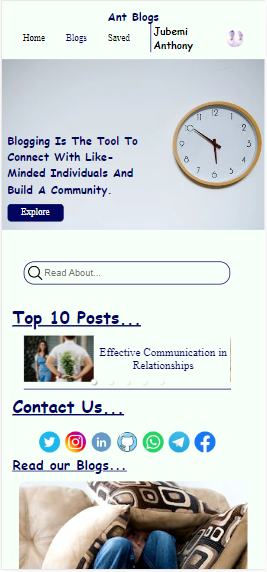 Ant Blogs
Home Blogs Saved Jubemi
Anthony
Blogging Is The Tool To
Connect With Like-
Minded Individuals And
Build A Community.
Explore
Read About...
Top 10 Posts...
Effective Communication in
Relationships
Contact Us...
Read our Blogs...